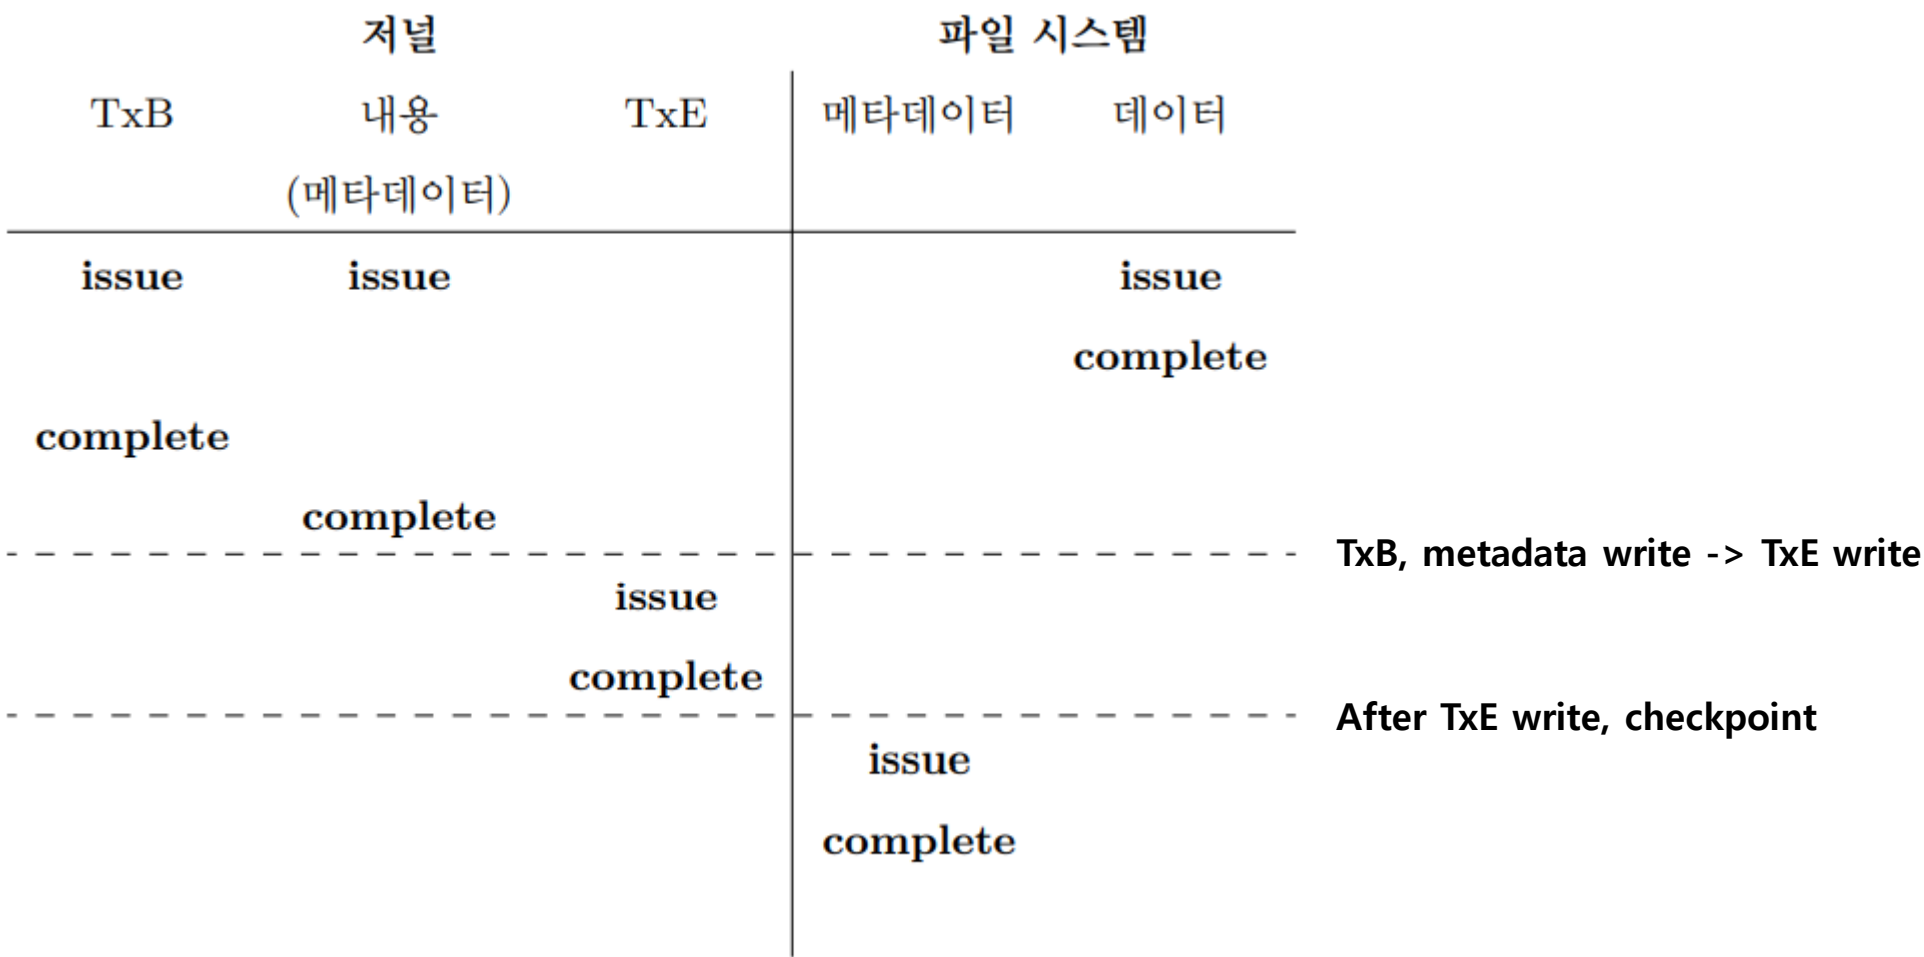 저널 파일 시스템
TxB 내용 TxE 메타데이터 데이터
(메타데이터)
issue issue issue
complete
complete
complete
TxB, metadata write -> TxE write
issue
complete
After TxE write, checkpoint
issue
complete